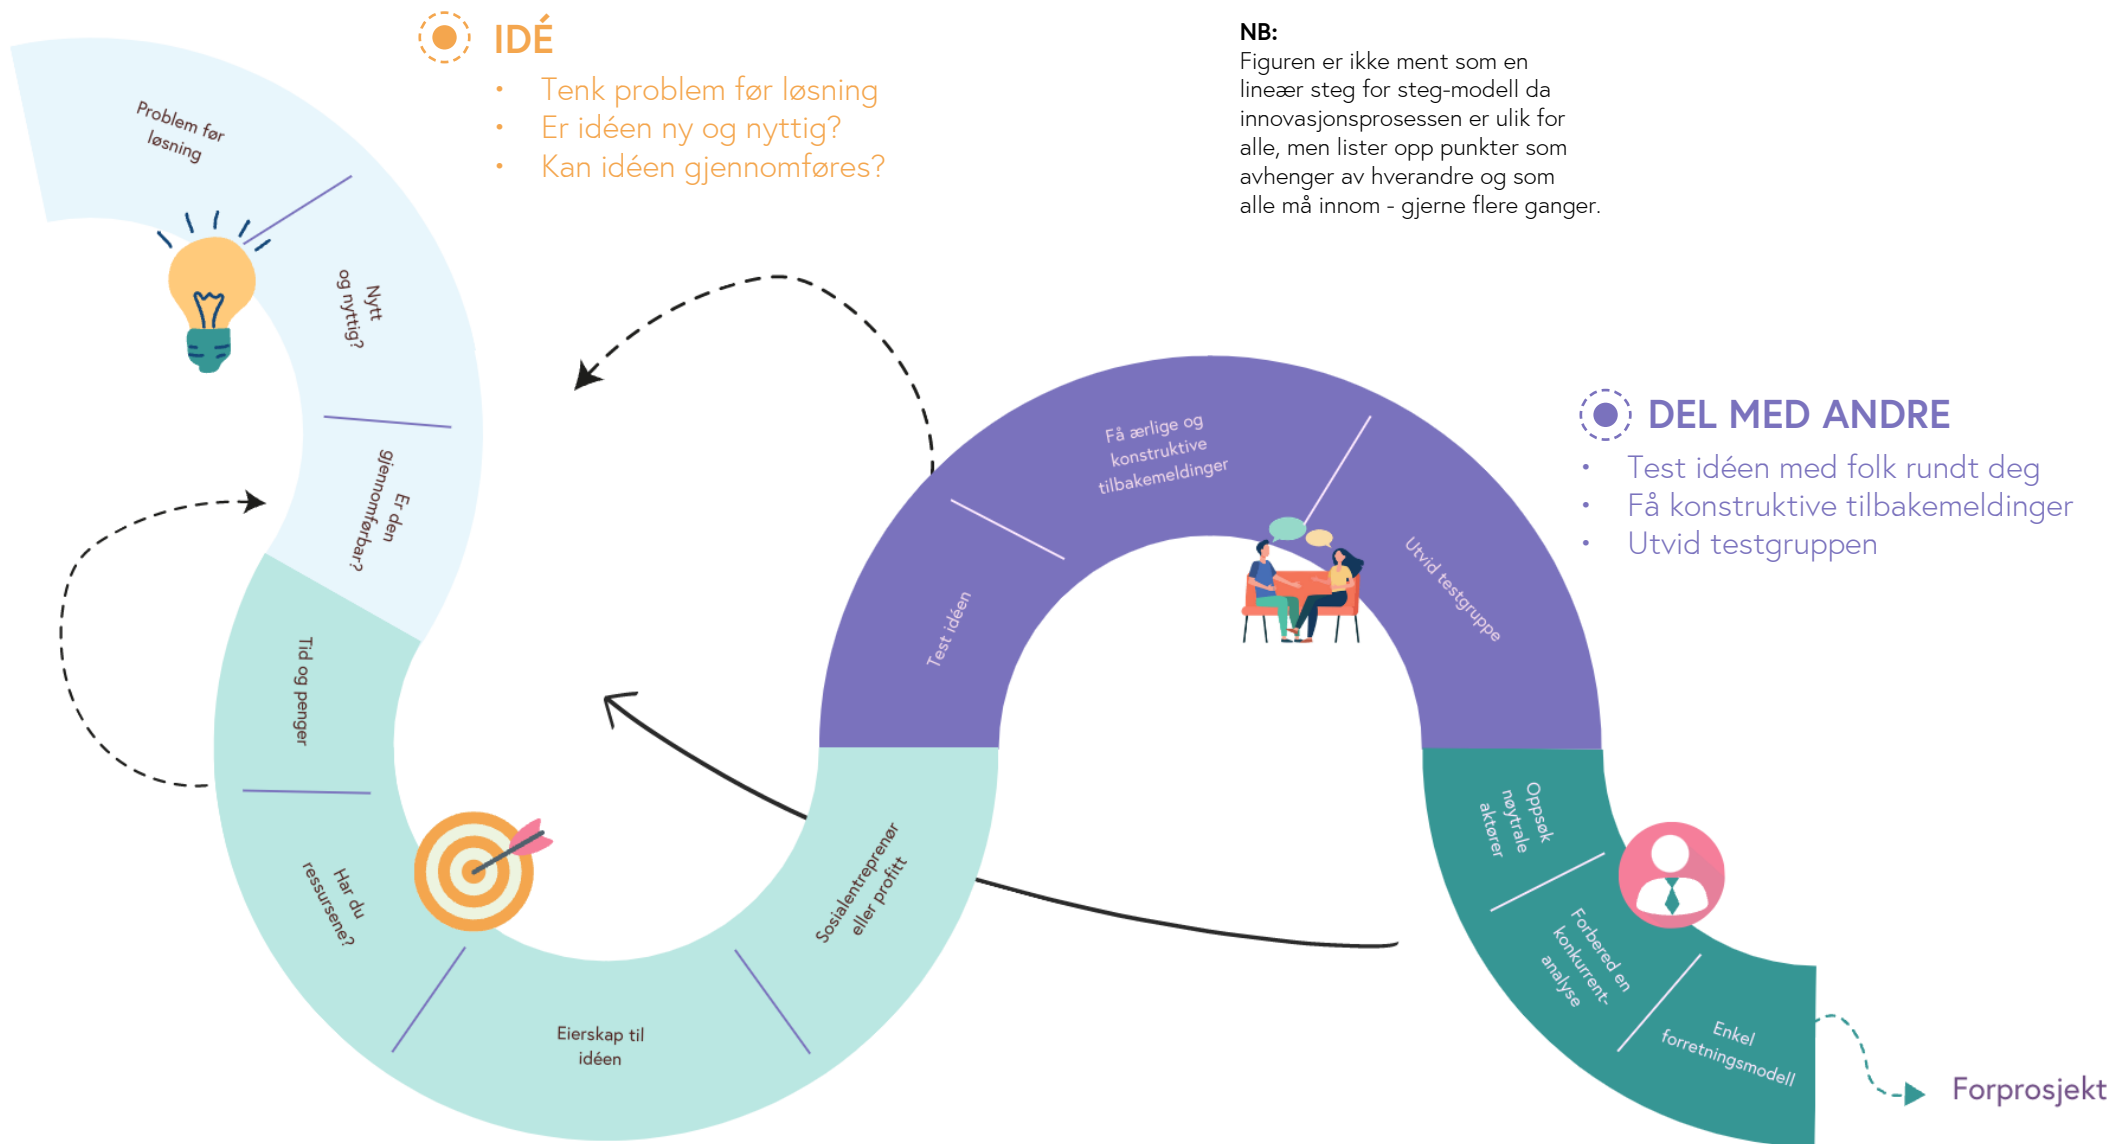 IDÉ
• Tenk problem før løsning
• Er idéen ny og nyttig?
• Kan idéen gjennomføres?
NB:
Figuren er ikke ment som en
lineær steg for steg-modell da
innovasjonsprosessen er ulik for
alle, men lister opp punkter som
avhenger av hverandre og som
alle må innom - gjerne flere ganger.
Problem før
løsning
Nytt
og nyttig?
Er den
gjennomførbar?
Tid og penger
Har du
ressursene?
Eierskap til
idéen
Sosialentreprenør
eller profitt
Test idéen
Få ærlige og
konstruktive
tilbakemeldinger
Utvid testgruppe
DEL MED ANDRE
• Test idéen med folk rundt deg
• Få konstruktive tilbakemeldinger
• Utvid testgruppen
Oppsøk
nøytrale
aktører
Forbered en
konkurrent-
analyse
Enkel
forretningsmodell
Forprosjekt